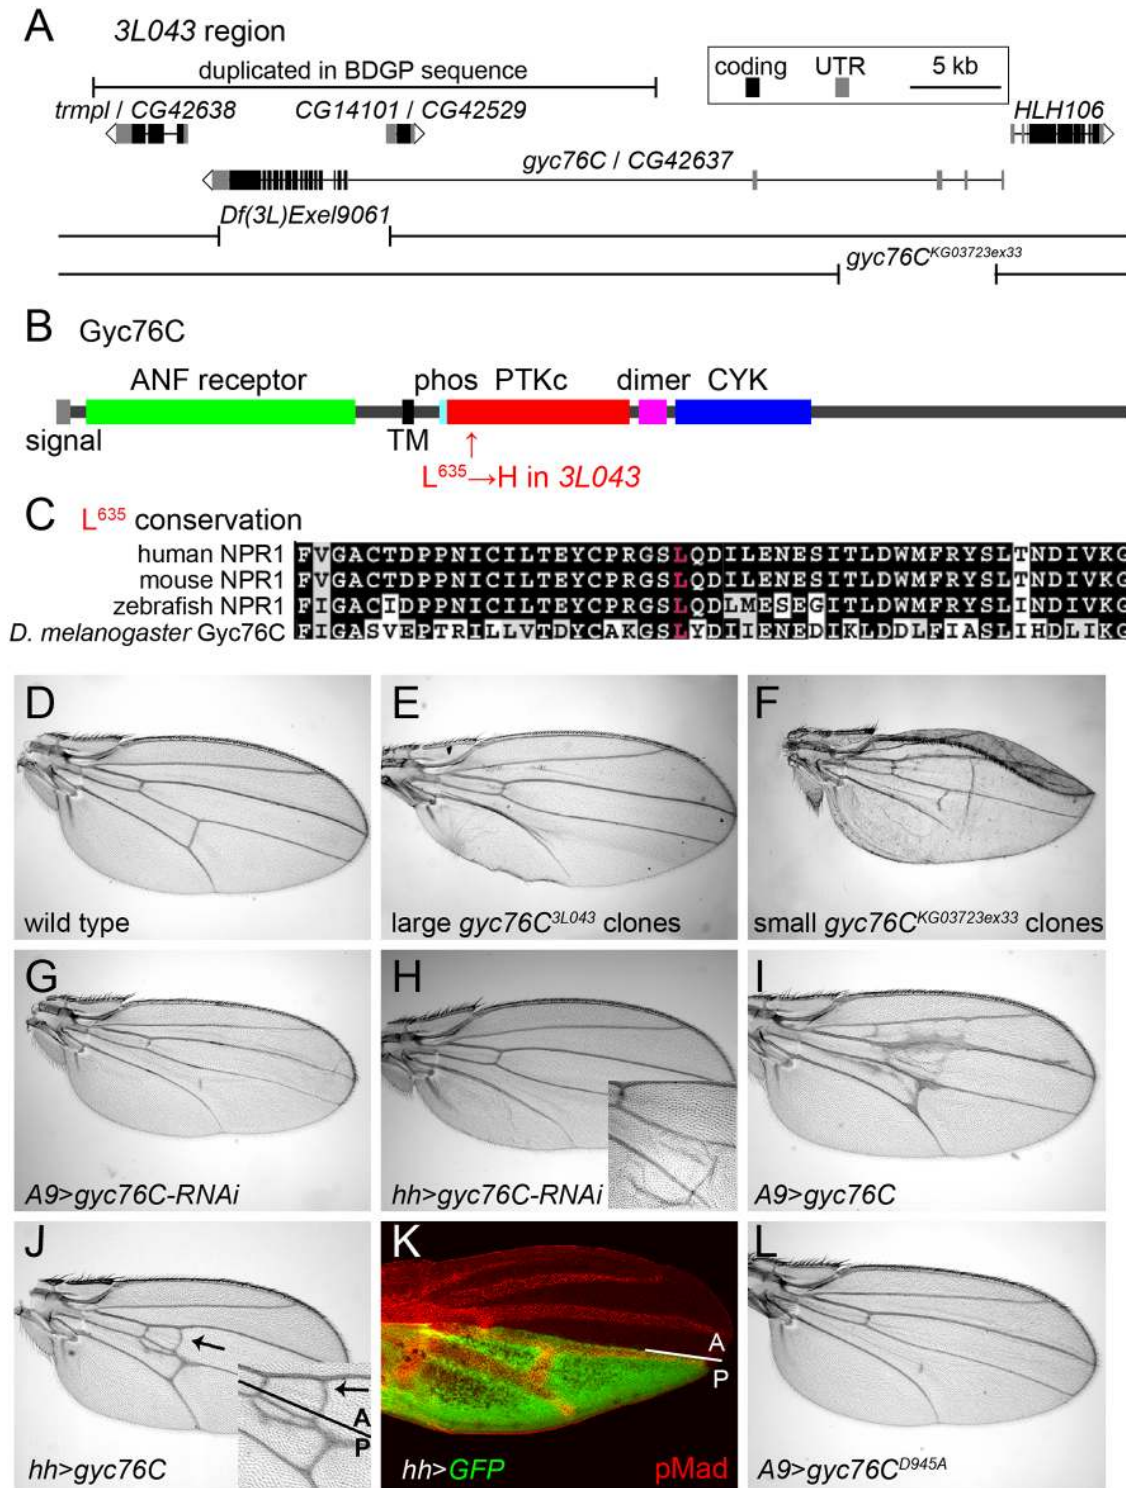 A 3L043 region
duplicated in BDGP sequence
coding UTR 5 kb
trmpl / CG42638 CG14101 / CG42529 HLH106
gyc76C / CG42637
Df(3L)Exel9061
gyc76C^KG03723ex33
B Gyc76C
ANF receptor phos PTKc dimer CYK
signal TM ↑
L^635→H in 3L043
C L^635 conservation
human NPR1 FVGACTDPPNICILTEYCPRGSLQDILENESITLDWMFRYSLTNDIVKG
mouse NPR1 FVGACTDPPNICILTEYCPRGSLQDILENESITLDWMFRYSLTNDIVKG
zebrafish NPR1 FIGACIDPPNICILTEYCPRGSLQDLMESEGITLDWMFRYSLINDIVKG
D. melanogaster Gyc76C FIGASVEPTRILLVTDYCAKGSLYDIIENEDIKLDDLFIASLIHDLIKG
D E F
wild type large gyc76C^3L043 clones small gyc76C^KG03723ex33 clones
G H I
A9>gyc76C-RNAi hh>gyc76C-RNAi A9>gyc76C
J K L
A
P
A
P
hh>gyc76C hh>GFP pMad A9>gyc76C^D945A